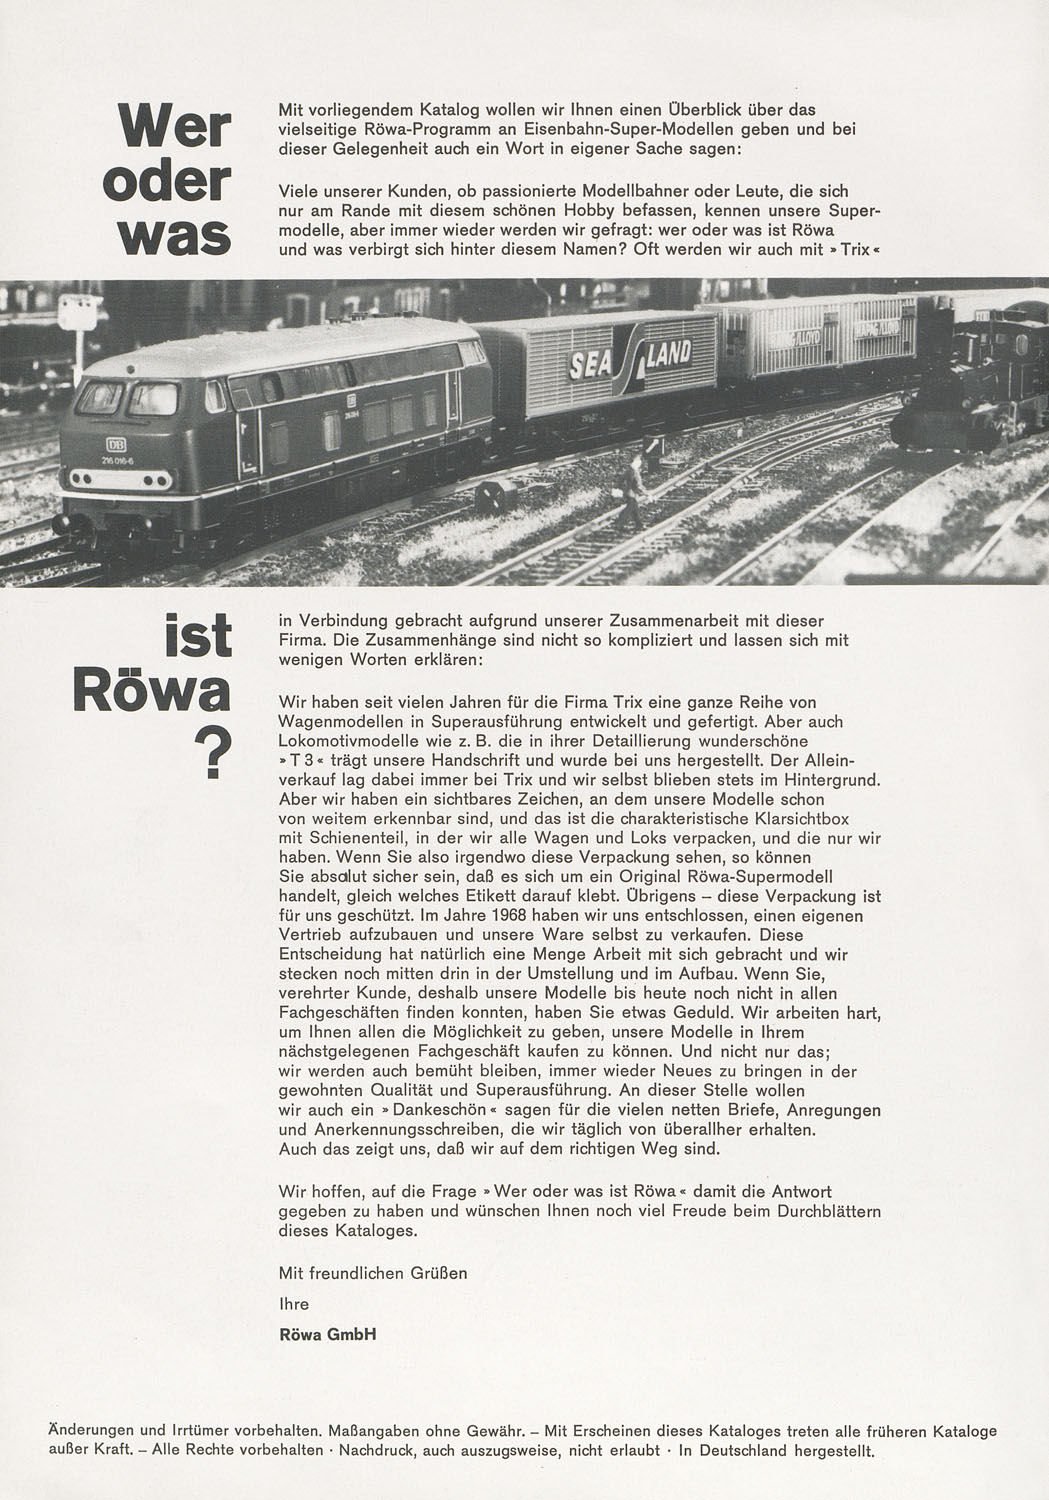 Wer
oder
was
Mit vorliegendem Katalog wollen wir Ihnen einen Überblick über das
vielseitige Röwa-Programm an Eisenbahn-Super-Modellen geben und bei
dieser Gelegenheit auch ein Wort in eigener Sache sagen:
Viele unserer Kunden, ob passionierte Modellbahner oder Leute, die sich
nur am Rande mit diesem schönen Hobby befassen, kennen unsere Super-
modelle, aber immer wieder werden wir gefragt: wer oder was ist Röwa
und was verbirgt sich hinter diesem Namen? Oft werden wir auch mit »Trix«
SEA LAND
HAPAG-LLOYD
HAPAG-LLOYD
DB
216 016-6
ist
Röwa
?
in Verbindung gebracht aufgrund unserer Zusammenarbeit mit dieser
Firma. Die Zusammenhänge sind nicht so kompliziert und lassen sich mit
wenigen Worten erklären:
Wir haben seit vielen Jahren für die Firma Trix eine ganze Reihe von
Wagenmodellen in Superausführung entwickelt und gefertigt. Aber auch
Lokomotivmodelle wie z. B. die in ihrer Detaillierung wunderschöne
»T 3« trägt unsere Handschrift und wurde bei uns hergestellt. Der Allein-
verkauf lag dabei immer bei Trix und wir selbst blieben stets im Hintergrund.
Aber wir haben ein sichtbares Zeichen, an dem unsere Modelle schon
von weitem erkennbar sind, und das ist die charakteristische Klarsichtbox
mit Schienenteil, in der wir alle Wagen und Loks verpacken, und die nur wir
haben. Wenn Sie also irgendwo diese Verpackung sehen, so können
Sie absolut sicher sein, daß es sich um ein Original Röwa-Supermodell
handelt, gleich welches Etikett darauf klebt. Übrigens – diese Verpackung ist
für uns geschützt. Im Jahre 1968 haben wir uns entschlossen, einen eigenen
Vertrieb aufzubauen und unsere Ware selbst zu verkaufen. Diese
Entscheidung hat natürlich eine Menge Arbeit mit sich gebracht und wir
stecken noch mitten drin in der Umstellung und im Aufbau. Wenn Sie,
verehrter Kunde, deshalb unsere Modelle bis heute noch nicht in allen
Fachgeschäften finden konnten, haben Sie etwas Geduld. Wir arbeiten hart,
um Ihnen allen die Möglichkeit zu geben, unsere Modelle in Ihrem
nächstgelegenen Fachgeschäft kaufen zu können. Und nicht nur das;
wir werden auch bemüht bleiben, immer wieder Neues zu bringen in der
gewohnten Qualität und Superausführung. An dieser Stelle wollen
wir auch ein »Dankeschön« sagen für die vielen netten Briefe, Anregungen
und Anerkennungsschreiben, die wir täglich von überallher erhalten.
Auch das zeigt uns, daß wir auf dem richtigen Weg sind.
Wir hoffen, auf die Frage »Wer oder was ist Röwa« damit die Antwort
gegeben zu haben und wünschen Ihnen noch viel Freude beim Durchblättern
dieses Kataloges.
Mit freundlichen Grüßen
Ihre
Röwa GmbH
Änderungen und Irrtümer vorbehalten. Maßangaben ohne Gewähr. – Mit Erscheinen dieses Kataloges treten alle früheren Kataloge
außer Kraft. – Alle Rechte vorbehalten · Nachdruck, auch auszugsweise, nicht erlaubt · In Deutschland hergestellt.